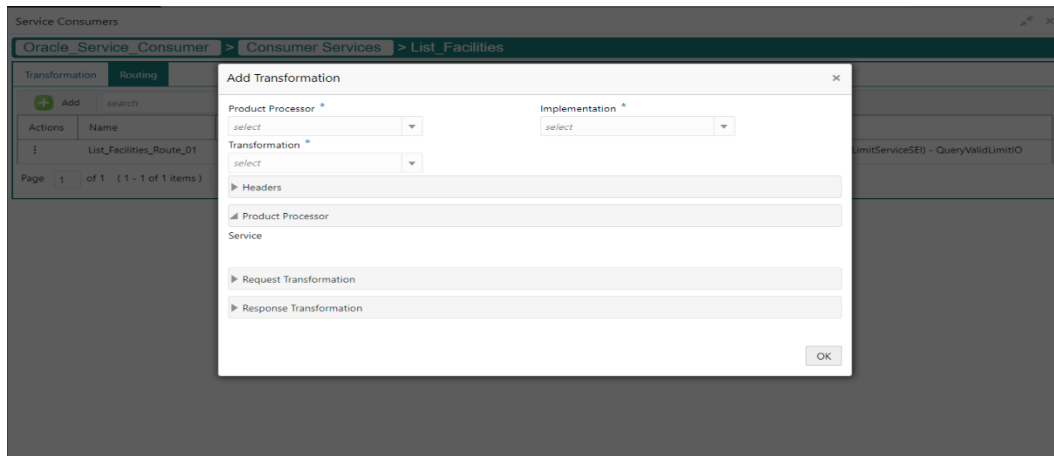 Service Consumers
Oracle_Service_Consumer > Consumer Services > List_Facilities
Transformation Routing
Add Transformation
Add search
Product Processor * Implementation *
Actions Name
select select
Transformation *
List_Facilities_Route_01 LimitServiceSEI) - QueryValidLimitIO
select
Page 1 of 1 (1 - 1 of 1 items)
Headers
Product Processor
Service
Request Transformation
Response Transformation
OK